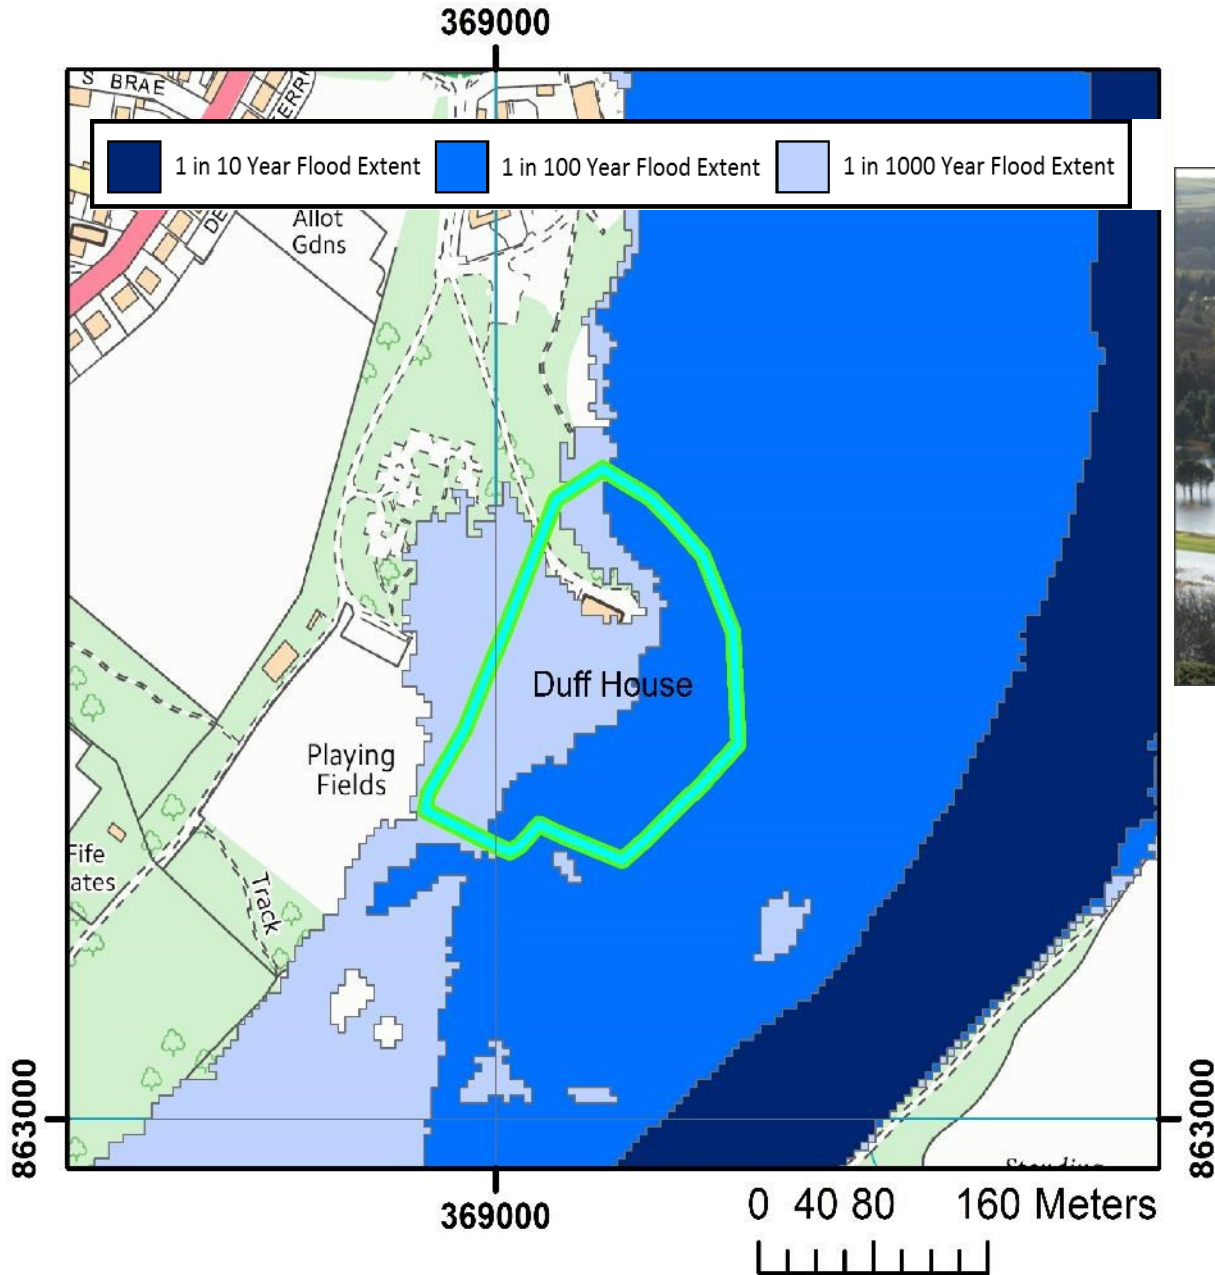 369000
S BRAE
1 in 10 Year Flood Extent 1 in 100 Year Flood Extent 1 in 1000 Year Flood Extent
Allot
Gdns
Duff House
Playing
Fields
Fife
ates
Track
863000
863000
369000
0 40 80 160 Meters